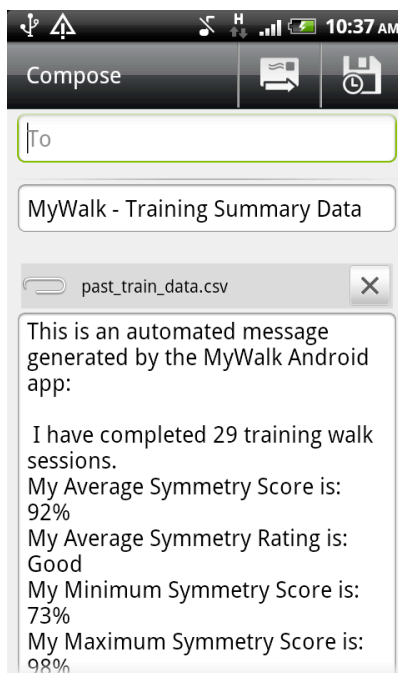 H
10:37 AM
Compose
To
MyWalk - Training Summary Data
past_train_data.csv
This is an automated message
generated by the MyWalk Android
app:
I have completed 29 training walk
sessions.
My Average Symmetry Score is:
92%
My Average Symmetry Rating is:
Good
My Minimum Symmetry Score is:
73%
My Maximum Symmetry Score is:
98%